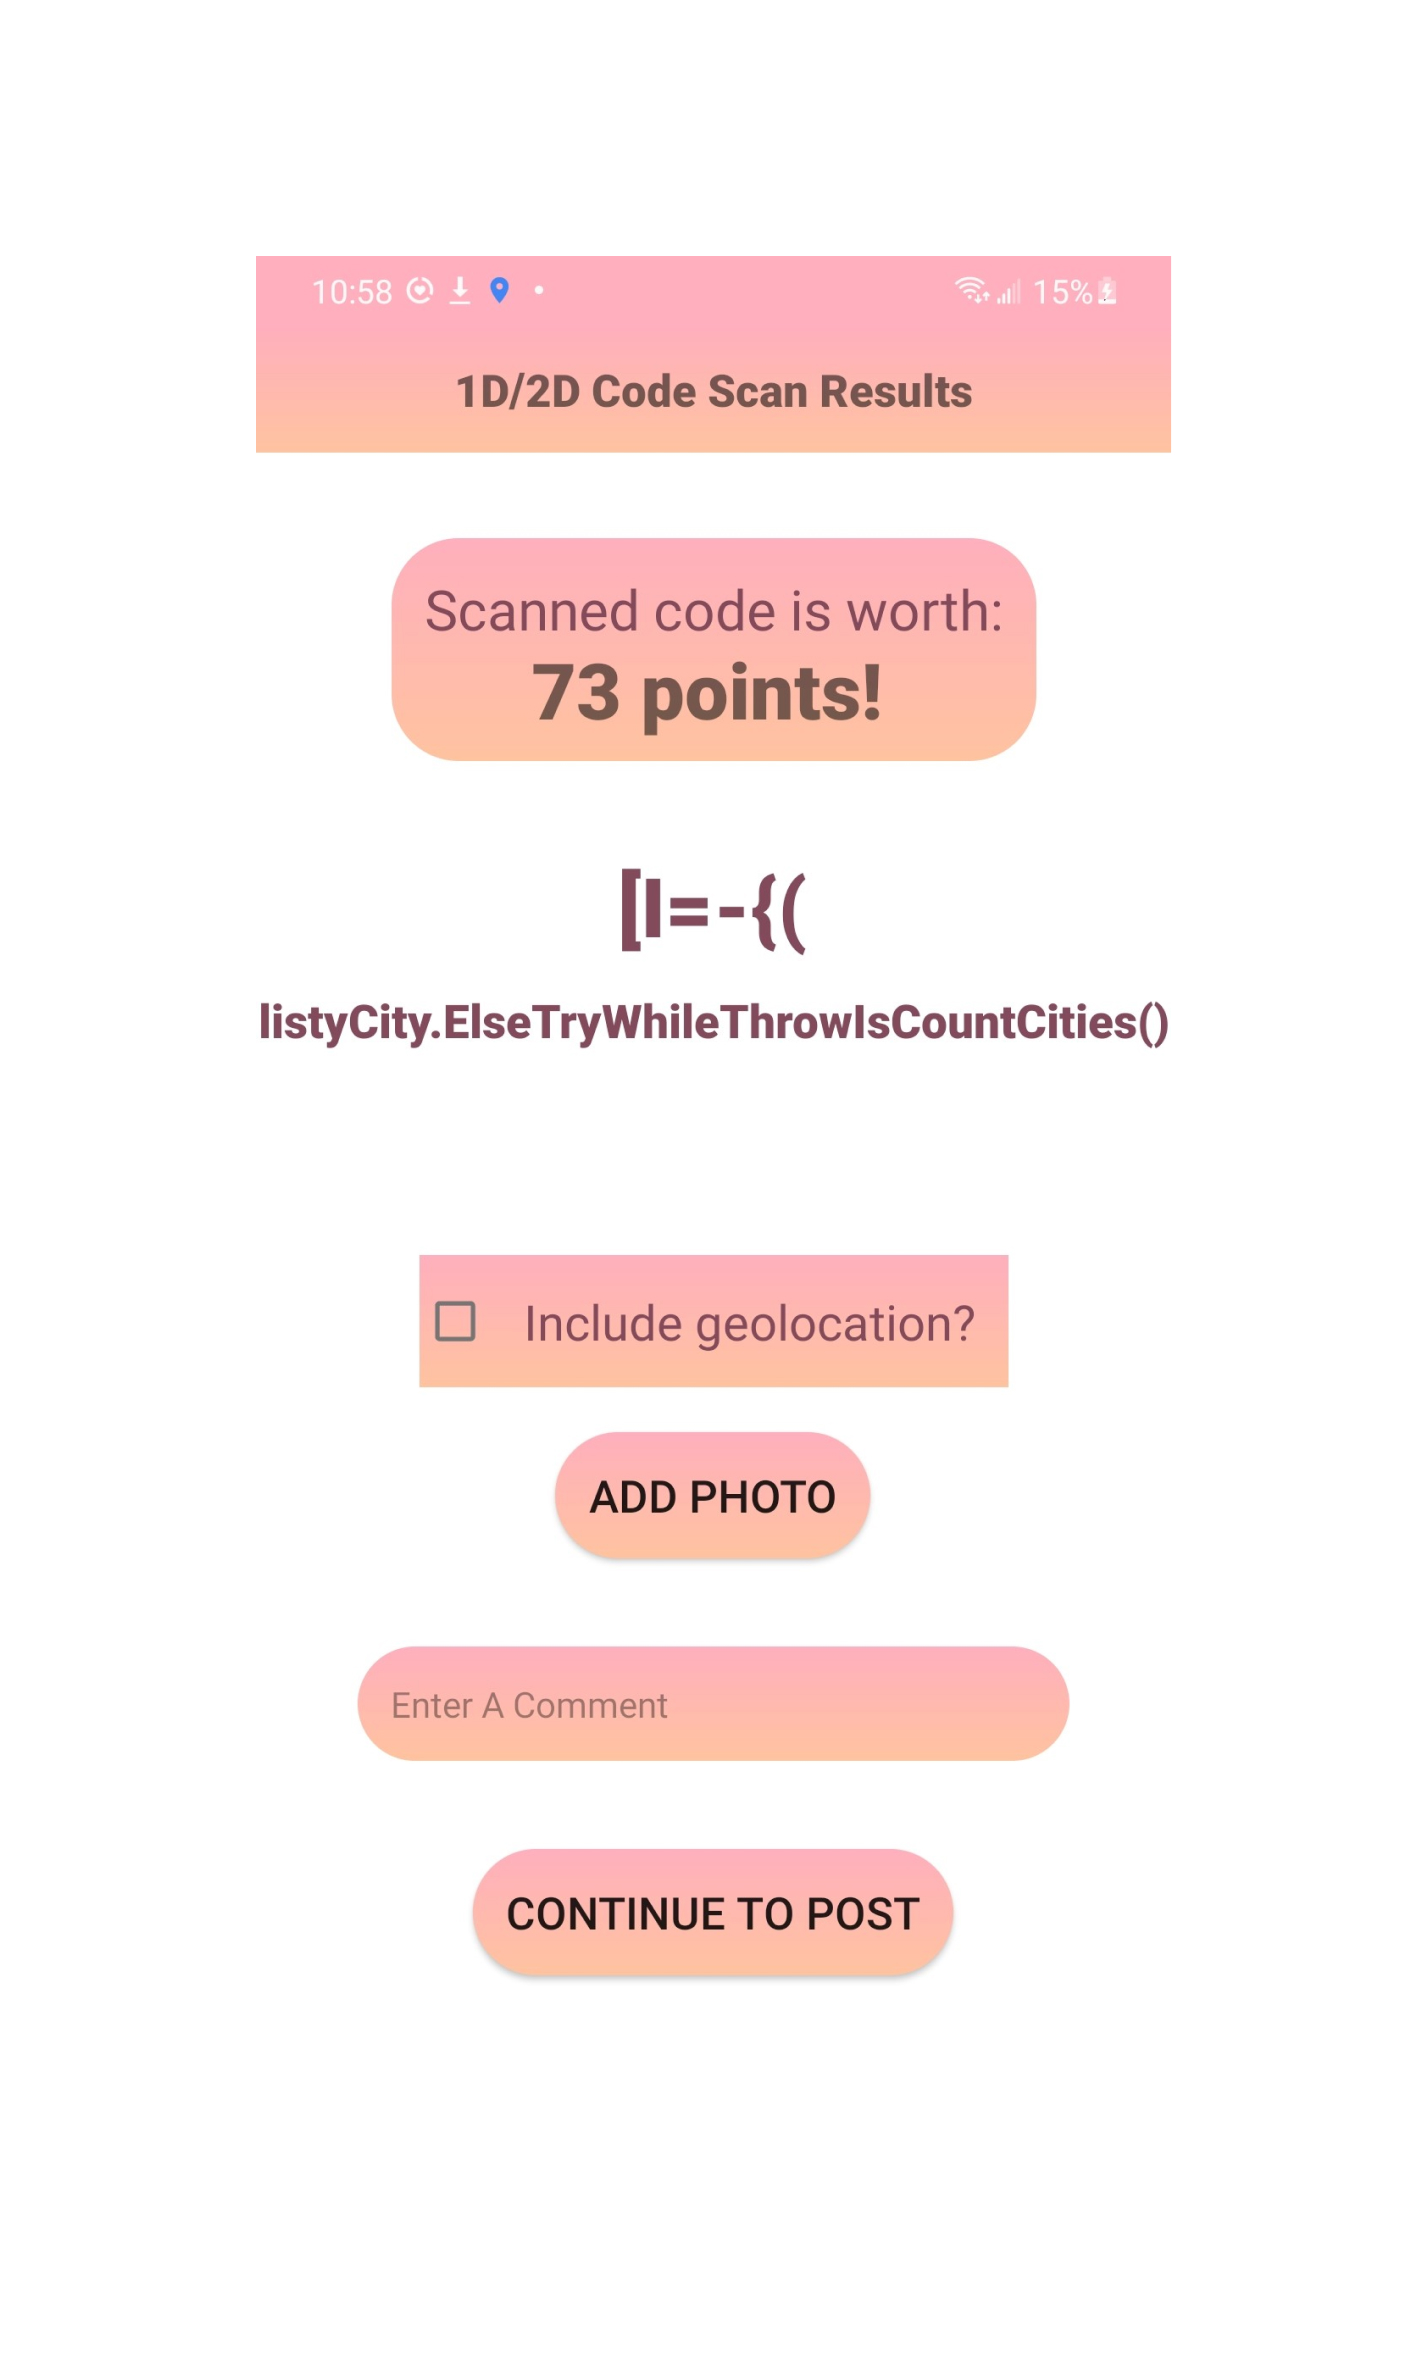 10:58 15%
1D/2D Code Scan Results
Scanned code is worth:
73 points!
[I=-{(
listyCity.ElseTryWhileThrowIsCountCities()
Include geolocation?
ADD PHOTO
Enter A Comment
CONTINUE TO POST